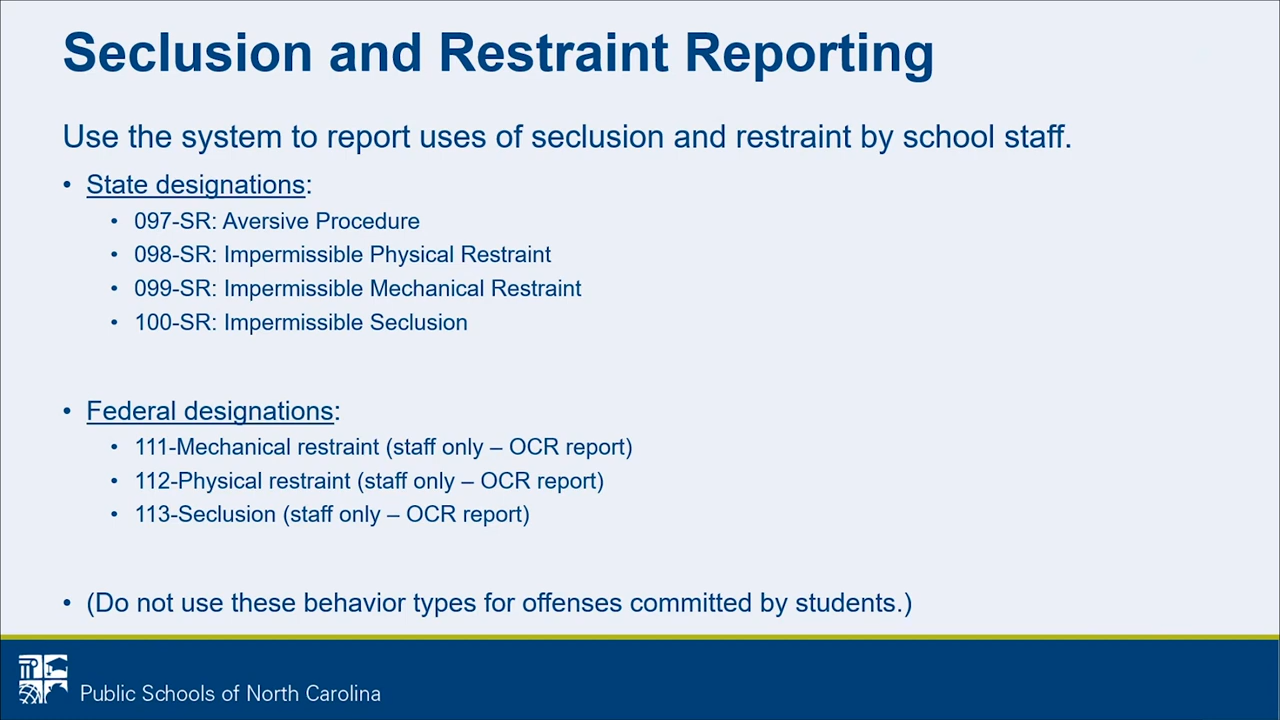 Seclusion and Restraint Reporting
Use the system to report uses of seclusion and restraint by school staff.
• State designations:
• 097-SR: Aversive Procedure
• 098-SR: Impermissible Physical Restraint
• 099-SR: Impermissible Mechanical Restraint
• 100-SR: Impermissible Seclusion
• Federal designations:
• 111-Mechanical restraint (staff only – OCR report)
• 112-Physical restraint (staff only – OCR report)
• 113-Seclusion (staff only – OCR report)
• (Do not use these behavior types for offenses committed by students.)
Public Schools of North Carolina